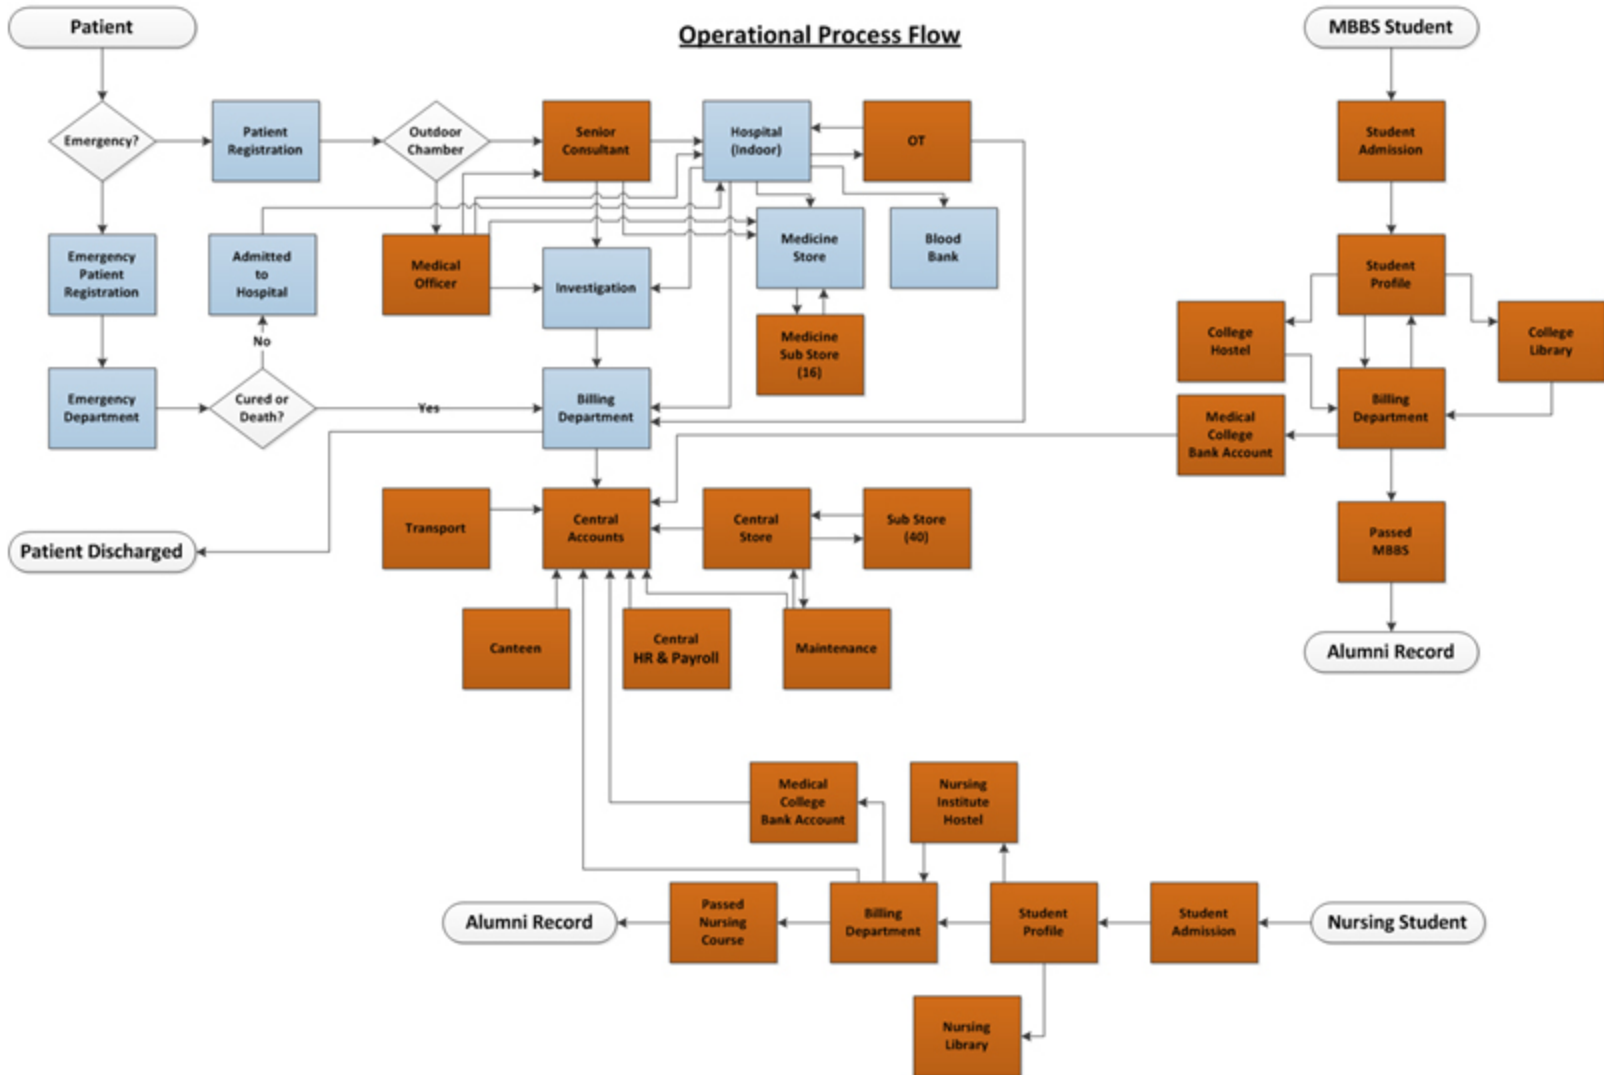 Patient
Operational Process Flow
MBBS Student
Emergency?
Patient
Registration
Outdoor
Chamber
Senior
Consultant
Hospital
(Indoor)
OT
Student
Admission
Emergency
Patient
Registration
Admitted
to
Hospital
Medical
Officer
Investigation
Medicine
Store
Blood
Bank
Student
Profile
No
Medicine
Sub Store
(16)
College
Hostel
College
Library
Emergency
Department
Cured or
Death?
Yes
Billing
Department
Medical
College
Bank Account
Billing
Department
Patient Discharged
Transport
Central
Accounts
Central
Store
Sub Store
(40)
Passed
MBBS
Canteen
Central
HR & Payroll
Maintenance
Alumni Record
Medical
College
Bank Account
Nursing
Institute
Hostel
Alumni Record
Passed
Nursing
Course
Billing
Department
Student
Profile
Student
Admission
Nursing Student
Nursing
Library